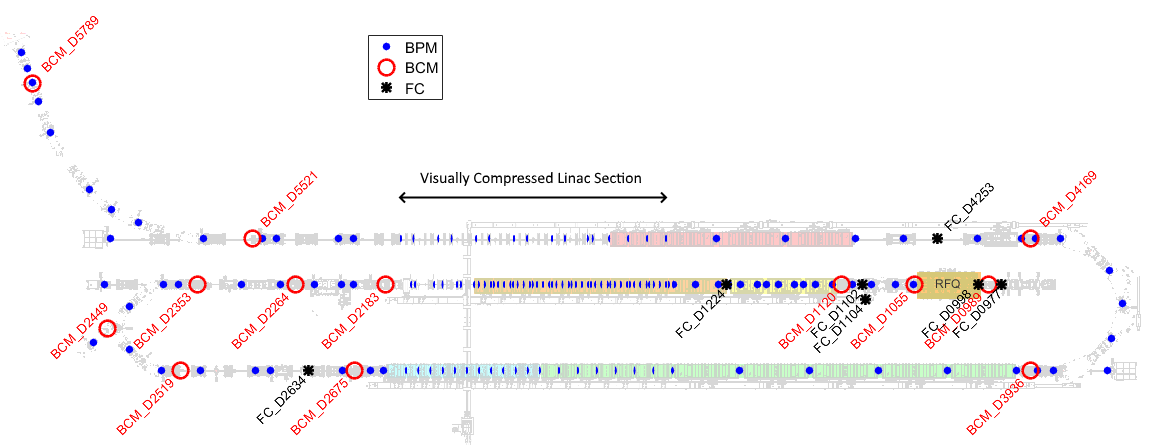 BCM_D5789
BPM
BCM
FC
Visually Compressed Linac Section
BCM_D5521
FC_D4253
BCM_D4169
RFQ
BCM_D2449
BCM_D2353
BCM_D2264
BCM_D2183
FC_D1224
BCM_D1120
FC_D1102
FC_D1104
BCM_D1055
FC_D0998
BCM_D0989
FC_D0977
BCM_D2519
FC_D2634
BCM_D2675
BCM_D3936